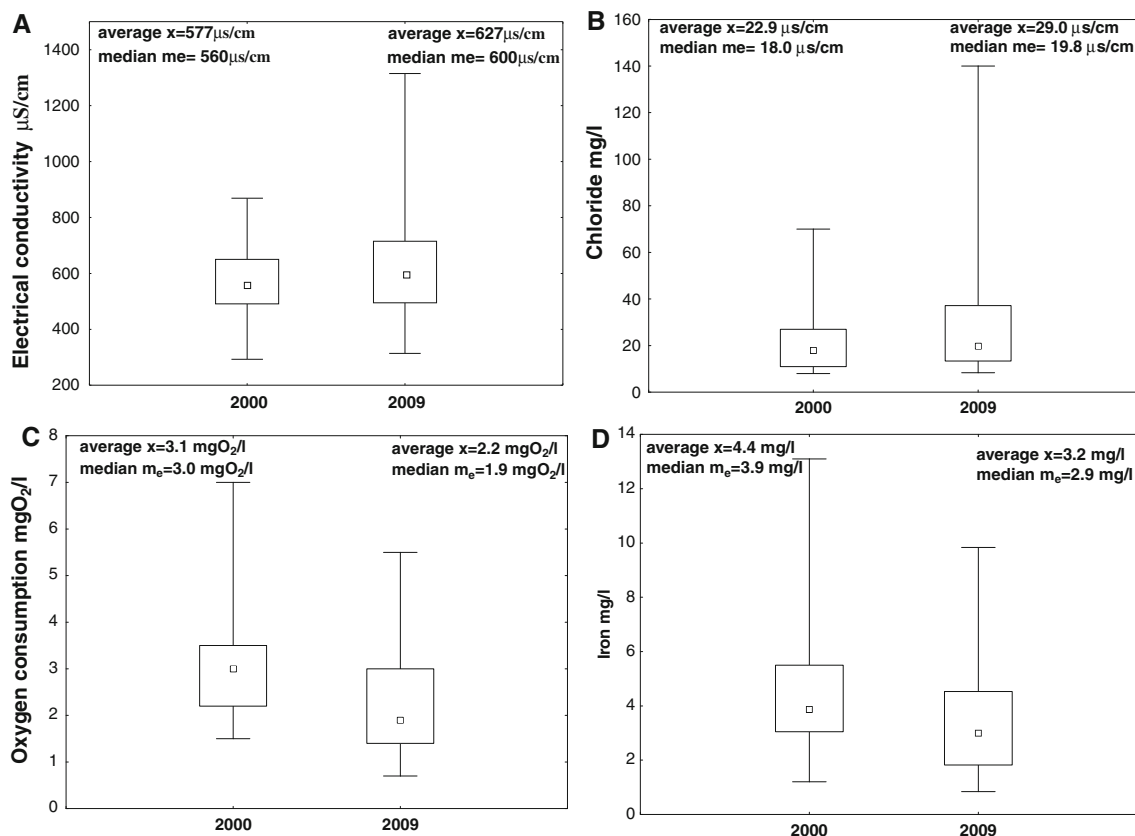 A
average x=577μs/cm
median me= 560μs/cm
average x=627μs/cm
median me= 600μs/cm
Electrical conductivity μS/cm
1400
1200
1000
800
600
400
200
2000
2009
B
average x=22.9 μs/cm
median me= 18.0 μs/cm
average x=29.0 μs/cm
median me= 19.8 μs/cm
Chloride mg/l
160
140
120
100
80
60
40
20
0
2000
2009
C
average x=3.1 mgO₂/l
median mₑ=3.0 mgO₂/l
average x=2.2 mgO₂/l
median mₑ=1.9 mgO₂/l
Oxygen consumption mgO₂/l
8
7
6
5
4
3
2
1
0
2000
2009
D
average x=4.4 mg/l
median mₑ=3.9 mg/l
average x=3.2 mg/l
median mₑ=2.9 mg/l
Iron mg/l
14
12
10
8
6
4
2
0
2000
2009